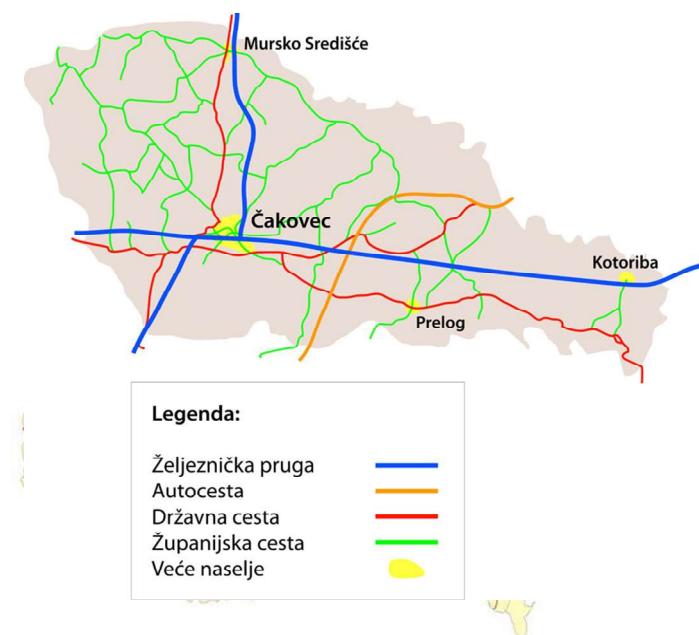 Mursko Središće
Čakovec
Kotoriba
Prelog
Legenda:
Željeznička pruga
Autocesta
Državna cesta
Županijska cesta
Veće naselje